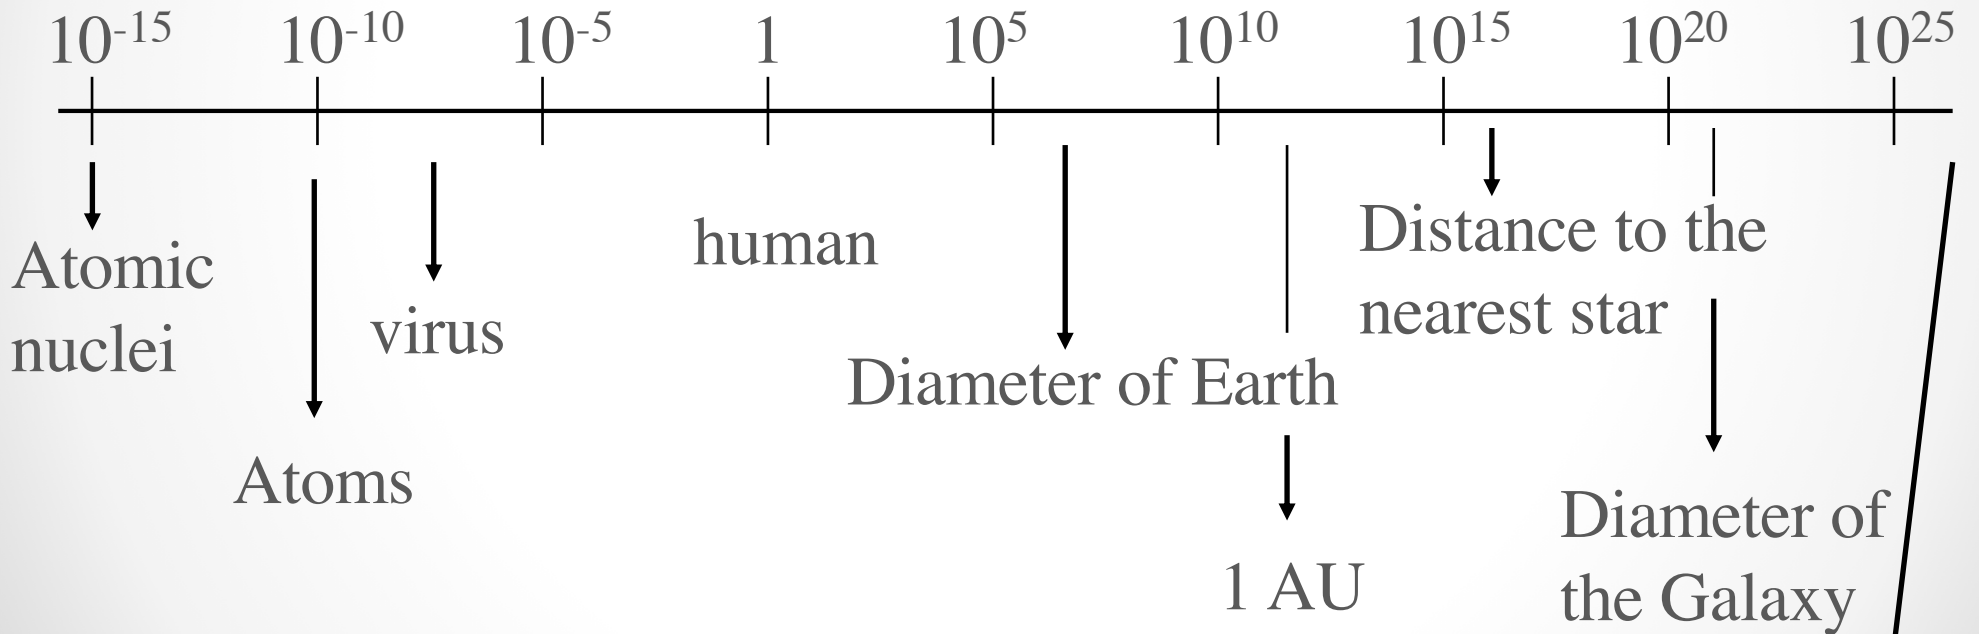 10⁻¹⁵ 10⁻¹⁰ 10⁻⁵ 1 10⁵ 10¹⁰ 10¹⁵ 10²⁰ 10²⁵
Atomic
nuclei
Atoms
virus
human
Diameter of Earth
1 AU
Distance to the
nearest star
Diameter of
the Galaxy